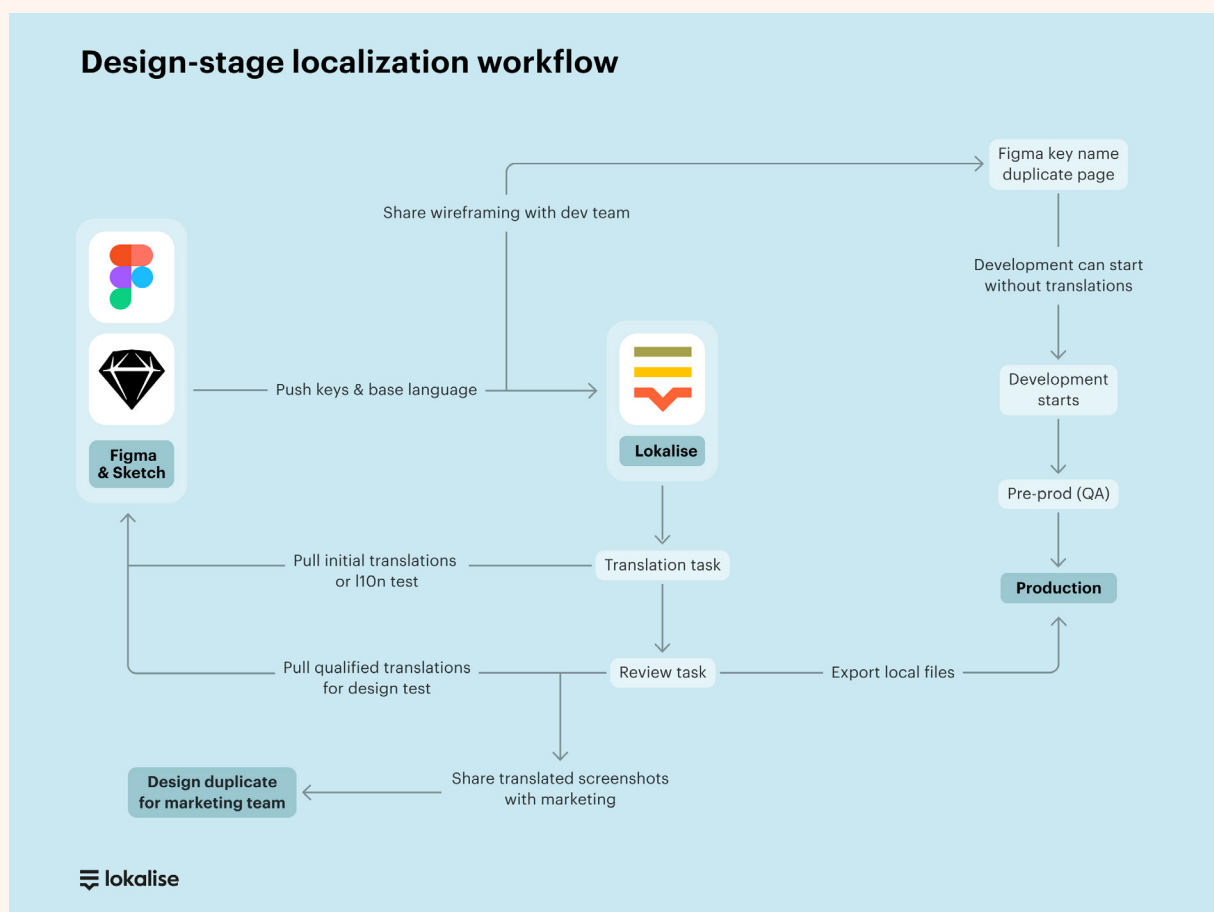 Design-stage localization workflow
Figma key name
duplicate page
Share wireframing with dev team
Development can start
without translations
Push keys & base language
Figma
& Sketch
Lokalise
Development
starts
Pre-prod (QA)
Pull initial translations
or l10n test
Translation task
Production
Pull qualified translations
for design test
Review task
Export local files
Share translated screenshots
with marketing
Design duplicate
for marketing team
lokalise